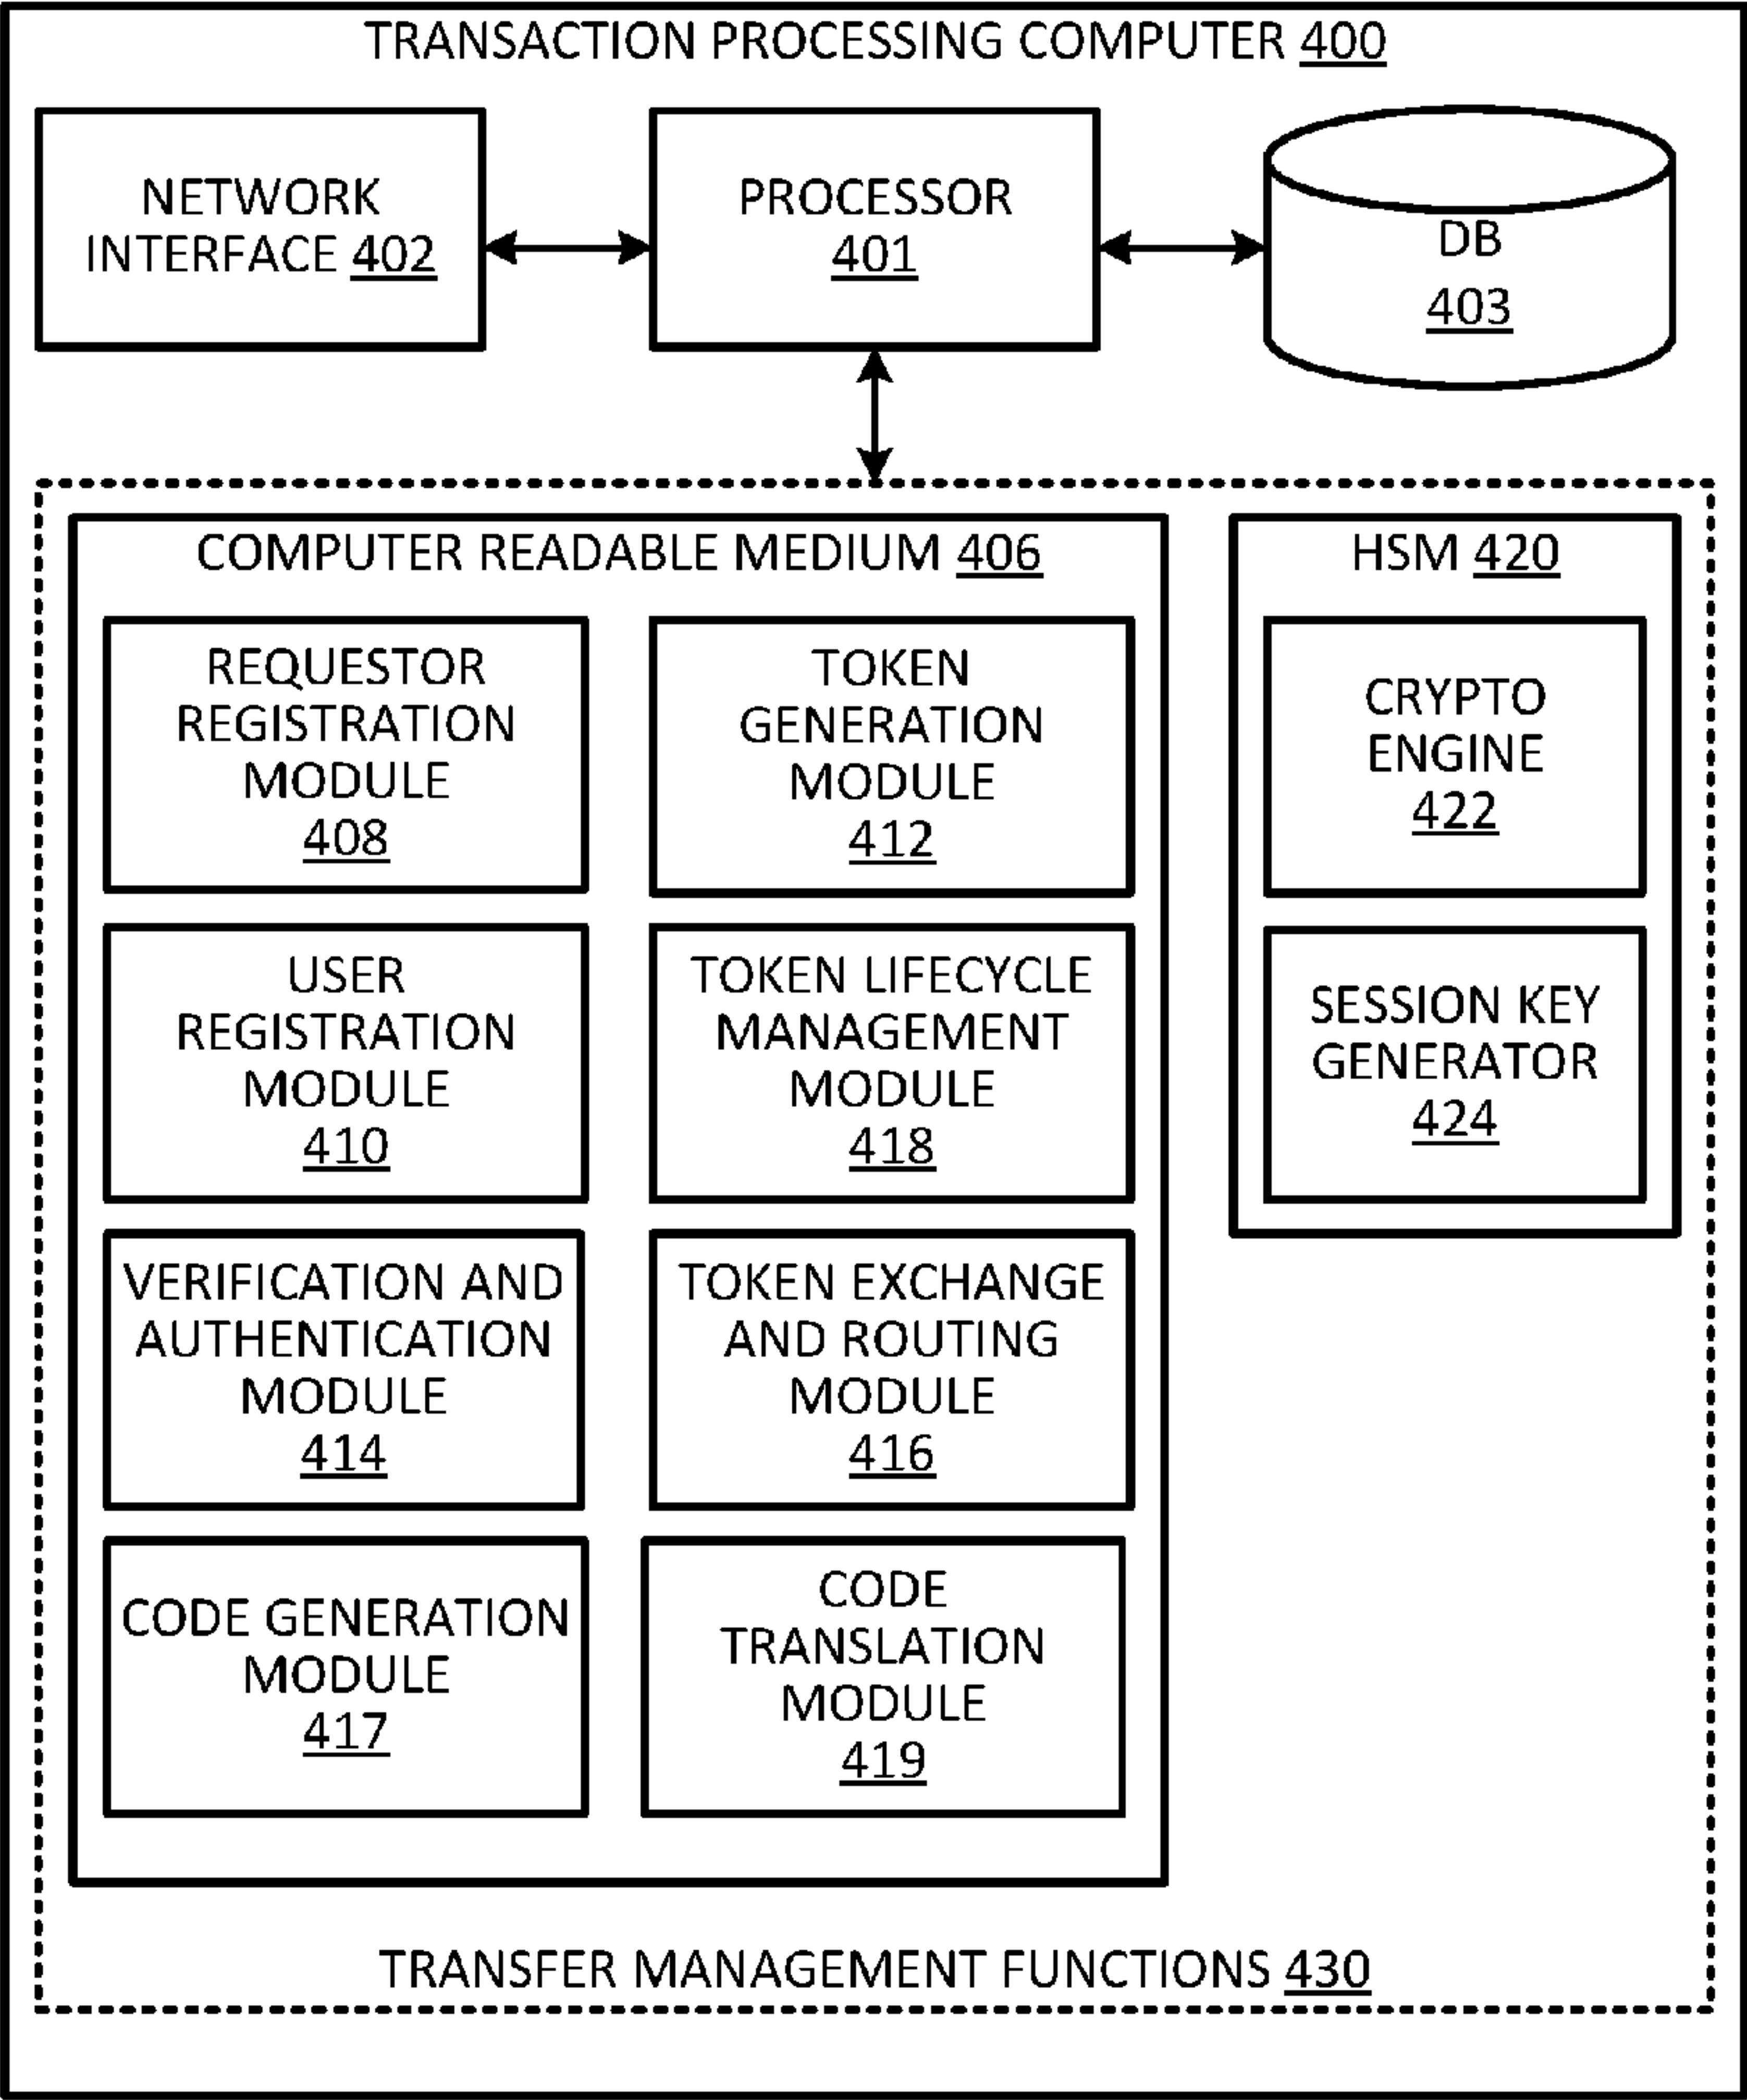 TRANSACTION PROCESSING COMPUTER 400
NETWORK
INTERFACE 402
PROCESSOR
401
DB
403
COMPUTER READABLE MEDIUM 406
REQUESTOR
REGISTRATION
MODULE
408
TOKEN
GENERATION
MODULE
412
USER
REGISTRATION
MODULE
410
TOKEN LIFECYCLE
MANAGEMENT
MODULE
418
VERIFICATION AND
AUTHENTICATION
MODULE
414
TOKEN EXCHANGE
AND ROUTING
MODULE
416
CODE GENERATION
MODULE
417
CODE
TRANSLATION
MODULE
419
HSM 420
CRYPTO
ENGINE
422
SESSION KEY
GENERATOR
424
TRANSFER MANAGEMENT FUNCTIONS 430